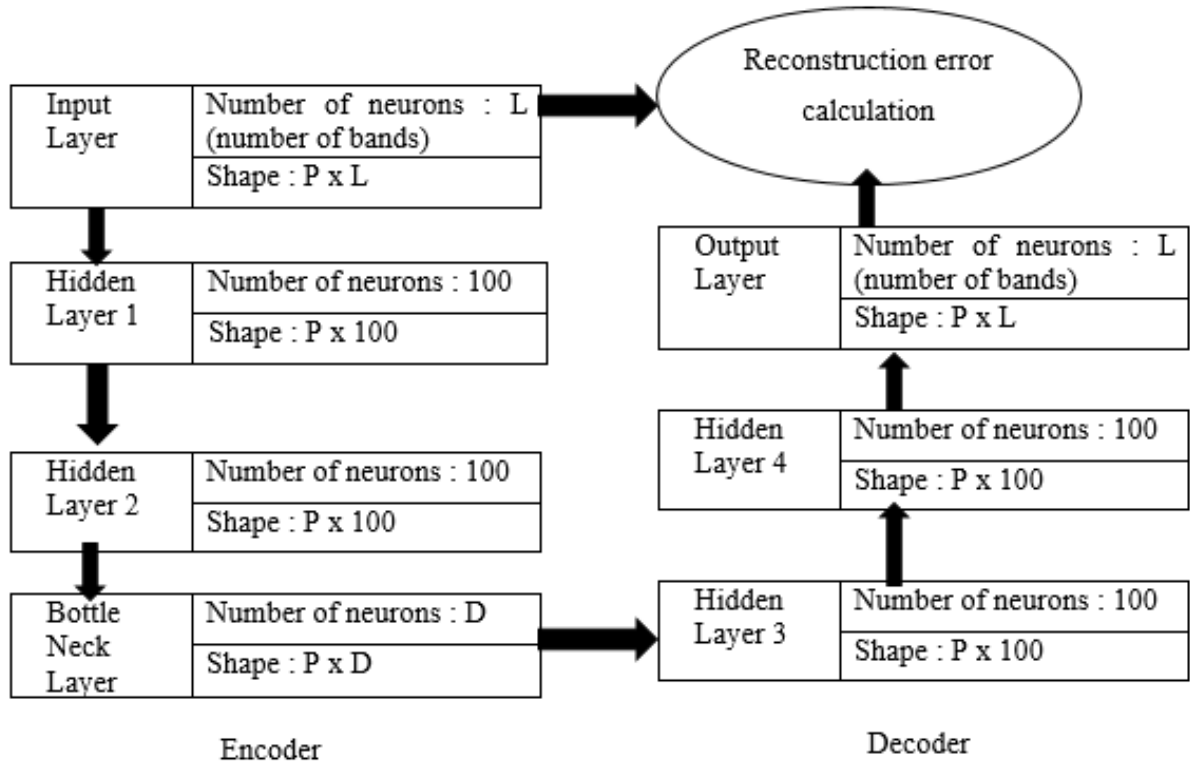 Input
Layer
Number of neurons : L
(number of bands)
Shape : P x L
Hidden
Layer 1
Number of neurons : 100
Shape : P x 100
Hidden
Layer 2
Number of neurons : 100
Shape : P x 100
Bottle
Neck
Layer
Number of neurons : D
Shape : P x D
Encoder
Reconstruction error
calculation
Output
Layer
Number of neurons : L
(number of bands)
Shape : P x L
Hidden
Layer 4
Number of neurons : 100
Shape : P x 100
Hidden
Layer 3
Number of neurons : 100
Shape : P x 100
Decoder